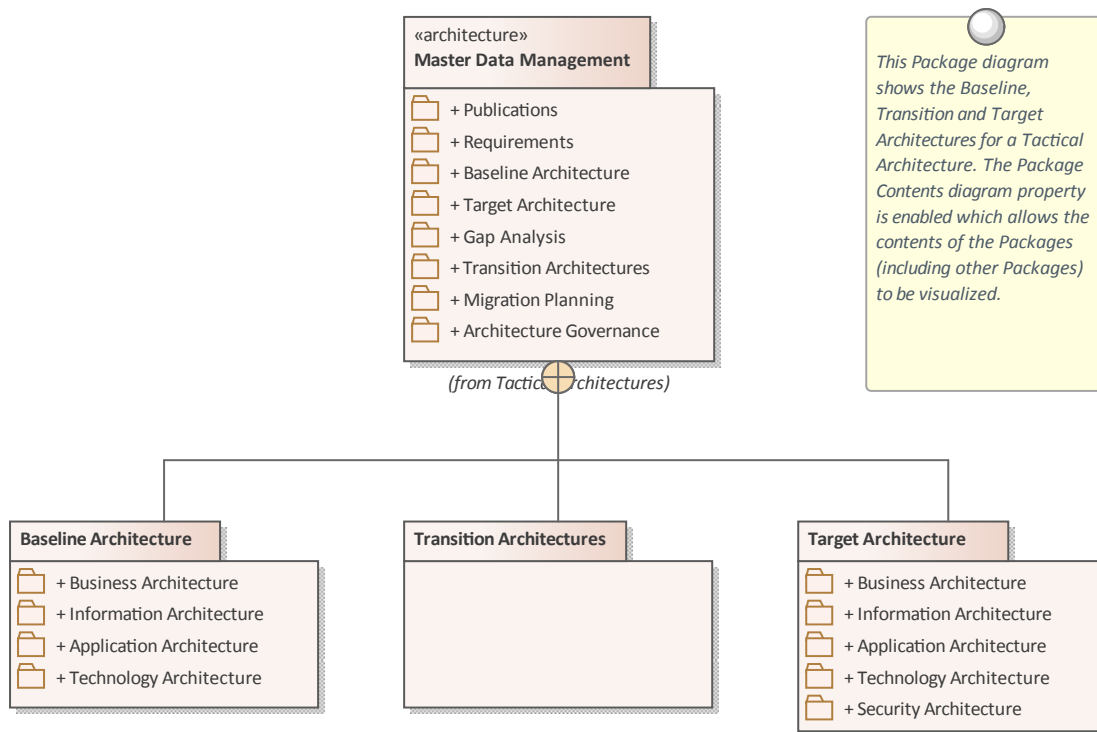 «architecture»
Master Data Management
+ Publications
+ Requirements
+ Baseline Architecture
+ Target Architecture
+ Gap Analysis
+ Transition Architectures
+ Migration Planning
+ Architecture Governance
(from Tactical Architectures)
This Package diagram
shows the Baseline,
Transition and Target
Architectures for a Tactical
Architecture. The Package
Contents diagram property
is enabled which allows the
contents of the Packages
(including other Packages)
to be visualized.
Baseline Architecture
+ Business Architecture
+ Information Architecture
+ Application Architecture
+ Technology Architecture
Transition Architectures
Target Architecture
+ Business Architecture
+ Information Architecture
+ Application Architecture
+ Technology Architecture
+ Security Architecture